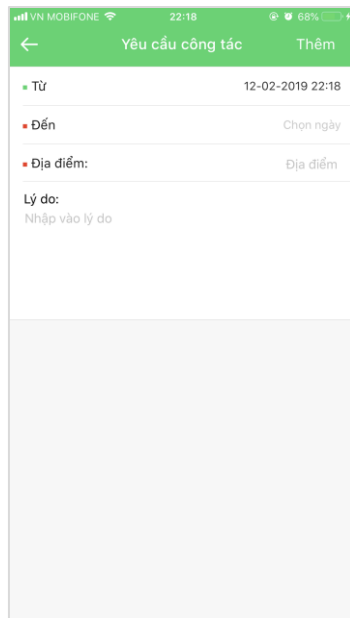 VN MOBIFONE 22:18 68%
Yêu cầu công tác Thêm
Từ 12-02-2019 22:18
Đến Chọn ngày
Địa điểm: Địa điểm
Lý do:
Nhập vào lý do